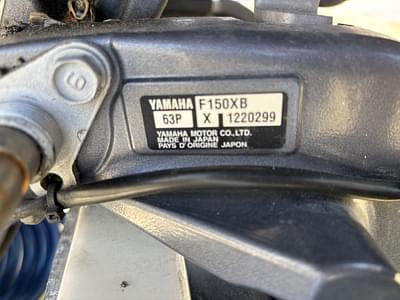 YAMAHA F150XB
63P X 1220299
YAMAHA MOTOR CO., LTD.
MADE IN JAPAN
PAYS D'ORIGINE JAPON